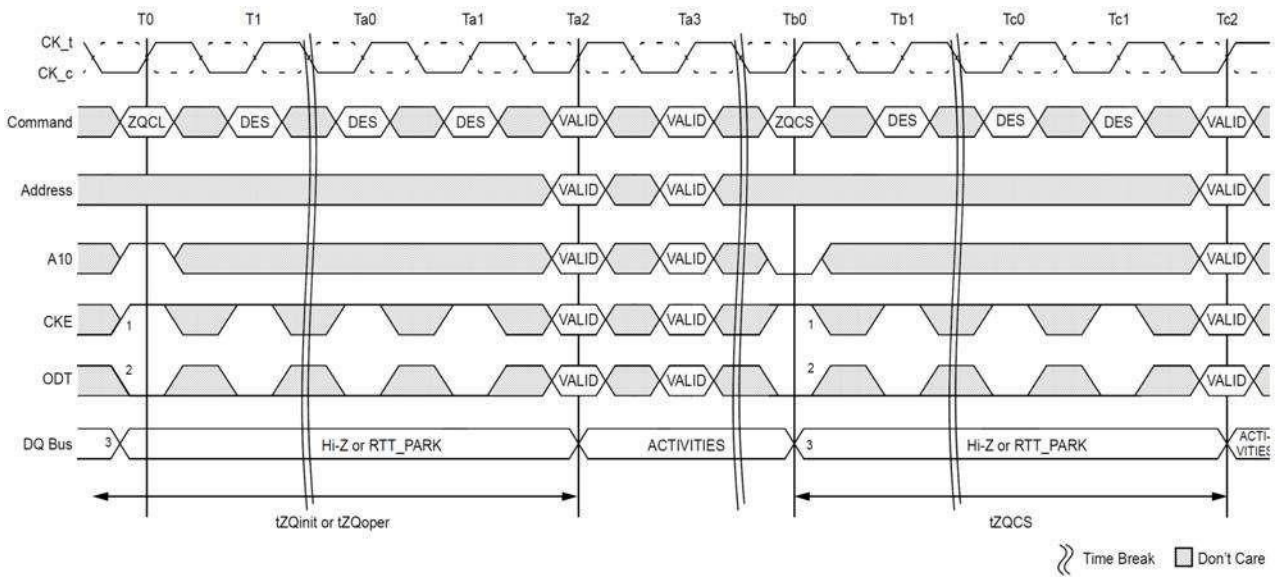 T0 T1 Ta0 Ta1 Ta2 Ta3 Tb0 Tb1 Tc0 Tc1 Tc2
CK_t
CK_c
Command ZQCL DES DES DES VALID VALID ZQCS DES DES DES VALID
Address VALID VALID VALID
A10 VALID VALID VALID
CKE 1 VALID VALID 1 VALID
ODT 2 VALID VALID 2 VALID
DQ Bus 3 Hi-Z or RTT_PARK ACTIVITIES 3 Hi-Z or RTT_PARK ACTI-
VITIES
tZQinit or tZQoper tZQCS
Time Break Don't Care